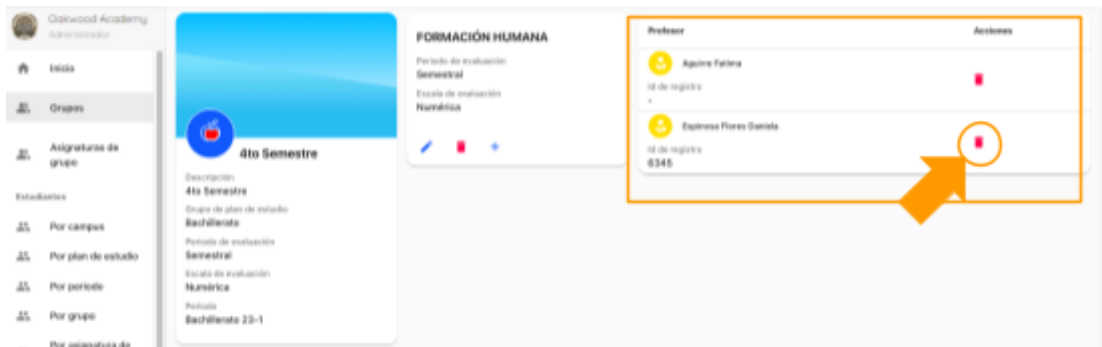 Oakwood Academy
Administrador
Inicio
Grupos
Asignaturas de
grupo
Estudiantes
Por campus
Por plan de estudio
Por periodo
Por grupo
Por asignatura de
4to Semestre
Descripción
4to Semestre
Grupo de plan de estudio
Bachillerato
Periodo de evaluación
Semestral
Escala de evaluación
Numérica
Periodo
Bachillerato 23-1
FORMACIÓN HUMANA
Periodo de evaluación
Semestral
Escala de evaluación
Numérica
Profesor Acciones
Aguirre Fatima
Id de registro
-
Espinosa Flores Daniela
Id de registro
6345